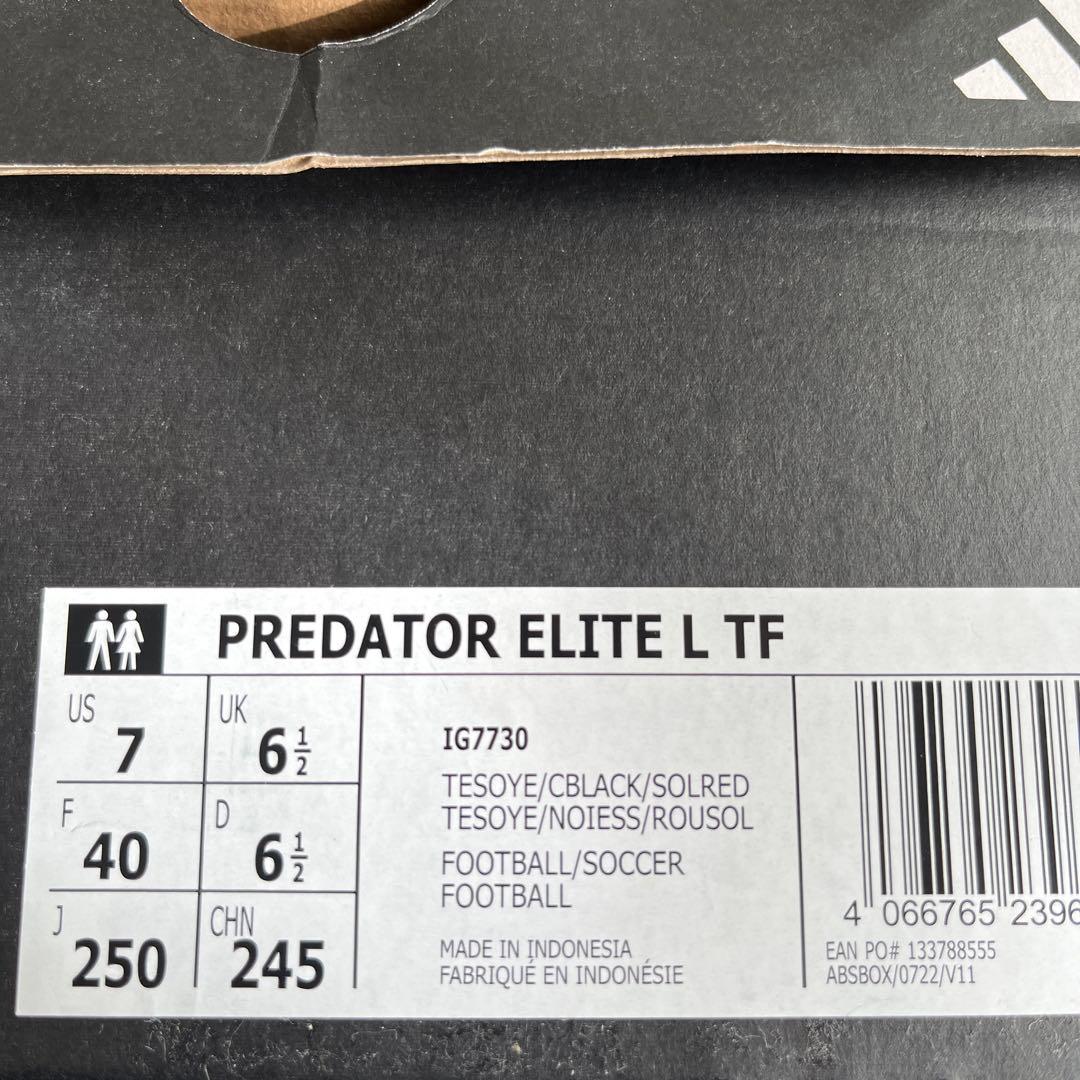 PREDATOR ELITE L TF
US 7
UK 6 1/2
F 40
D 6 1/2
J 250
CHN 245
IG7730
TESOYE/CBLACK/SOLRED
TESOYE/NOIESS/ROUSOL
FOOTBALL/SOCCER
FOOTBALL
MADE IN INDONESIA
FABRIQUÉ EN INDONÉSIE
4 066765 2396
EAN PO# 133788555
ABSBOX/0722/V11